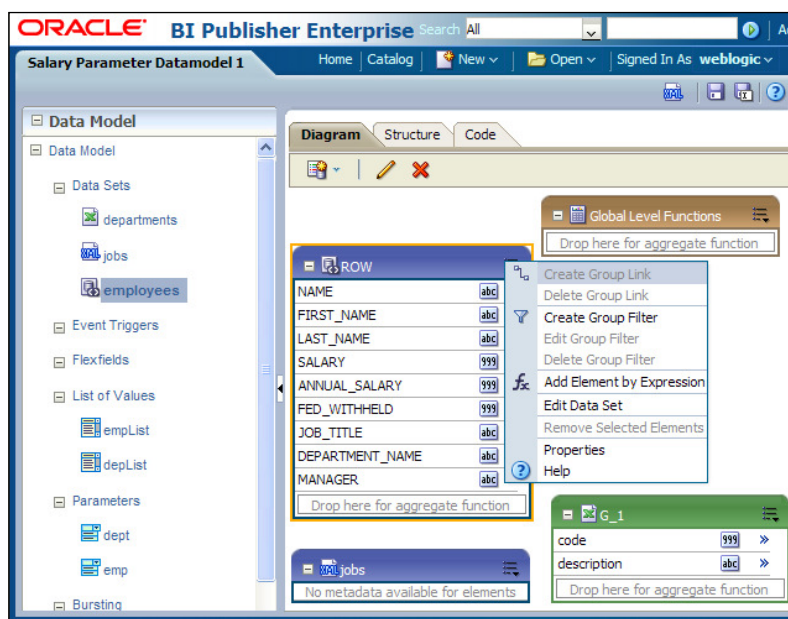 ORACLE BI Publisher Enterprise Search All
Salary Parameter Datamodel 1 Home Catalog New Open Signed In As weblogic
Data Model
Data Model
Data Sets
departments
jobs
employees
Event Triggers
Flexfields
List of Values
empList
depList
Parameters
dept
emp
Bursting
Diagram Structure Code
Global Level Functions
Drop here for aggregate function
ROW
NAME abc
FIRST_NAME abc
LAST_NAME abc
SALARY 999
ANNUAL_SALARY 999
FED_WITHHELD 999
JOB_TITLE abc
DEPARTMENT_NAME abc
MANAGER abc
Drop here for aggregate function
Create Group Link
Delete Group Link
Create Group Filter
Edit Group Filter
Delete Group Filter
fx Add Element by Expression
Edit Data Set
Remove Selected Elements
Properties
? Help
jobs
No metadata available for elements
G_1
code 999
description abc
Drop here for aggregate function